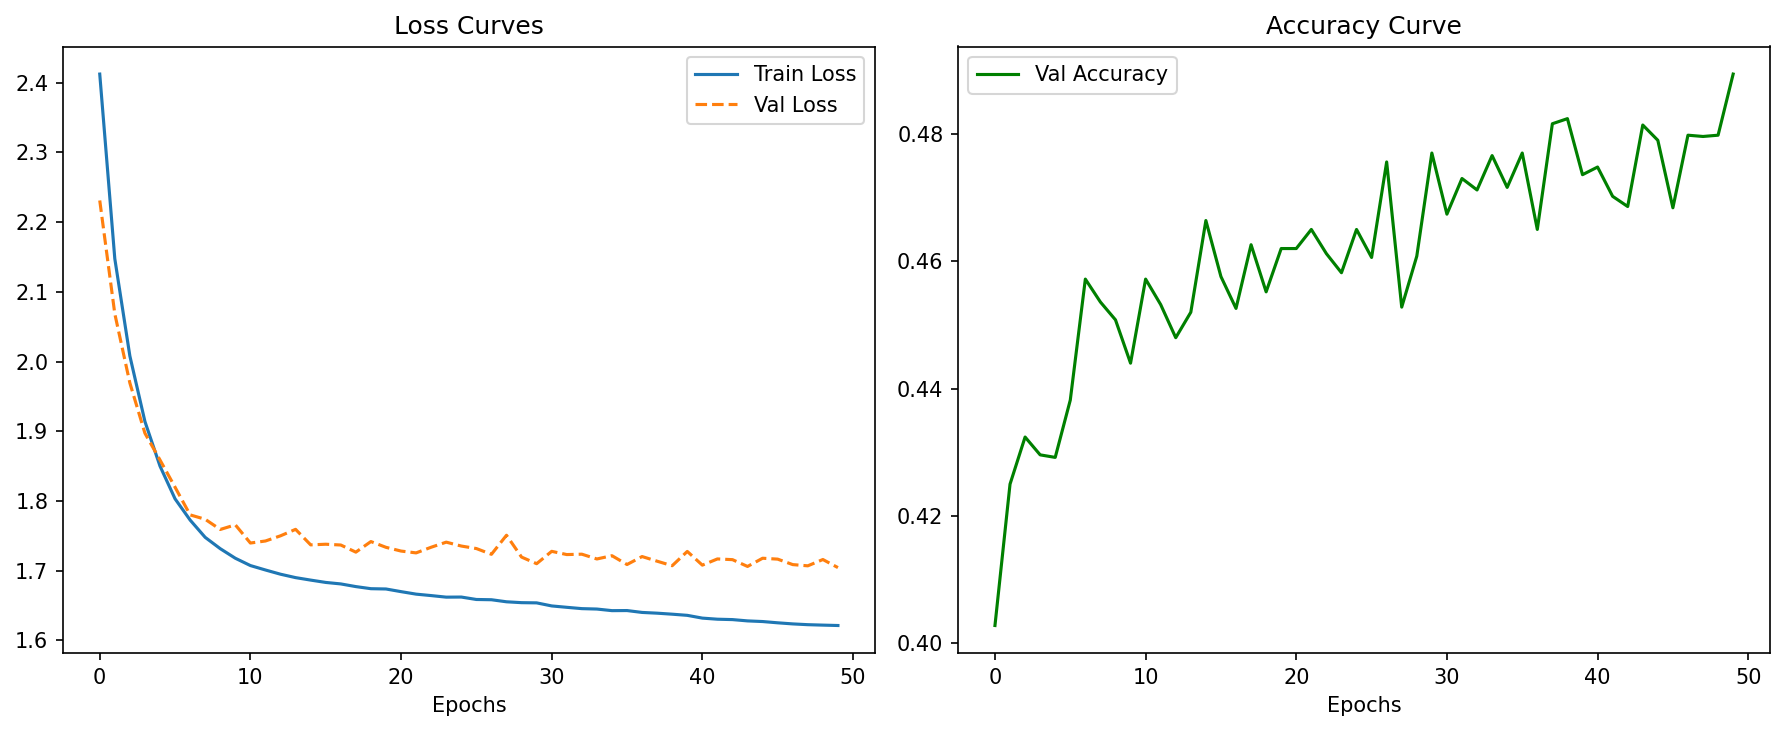 Loss Curves
Train Loss
Val Loss
2.4
2.3
2.2
2.1
2.0
1.9
1.8
1.7
1.6
0 10 20 30 40 50
Epochs
Accuracy Curve
Val Accuracy
0.48
0.46
0.44
0.42
0.40
0 10 20 30 40 50
Epochs